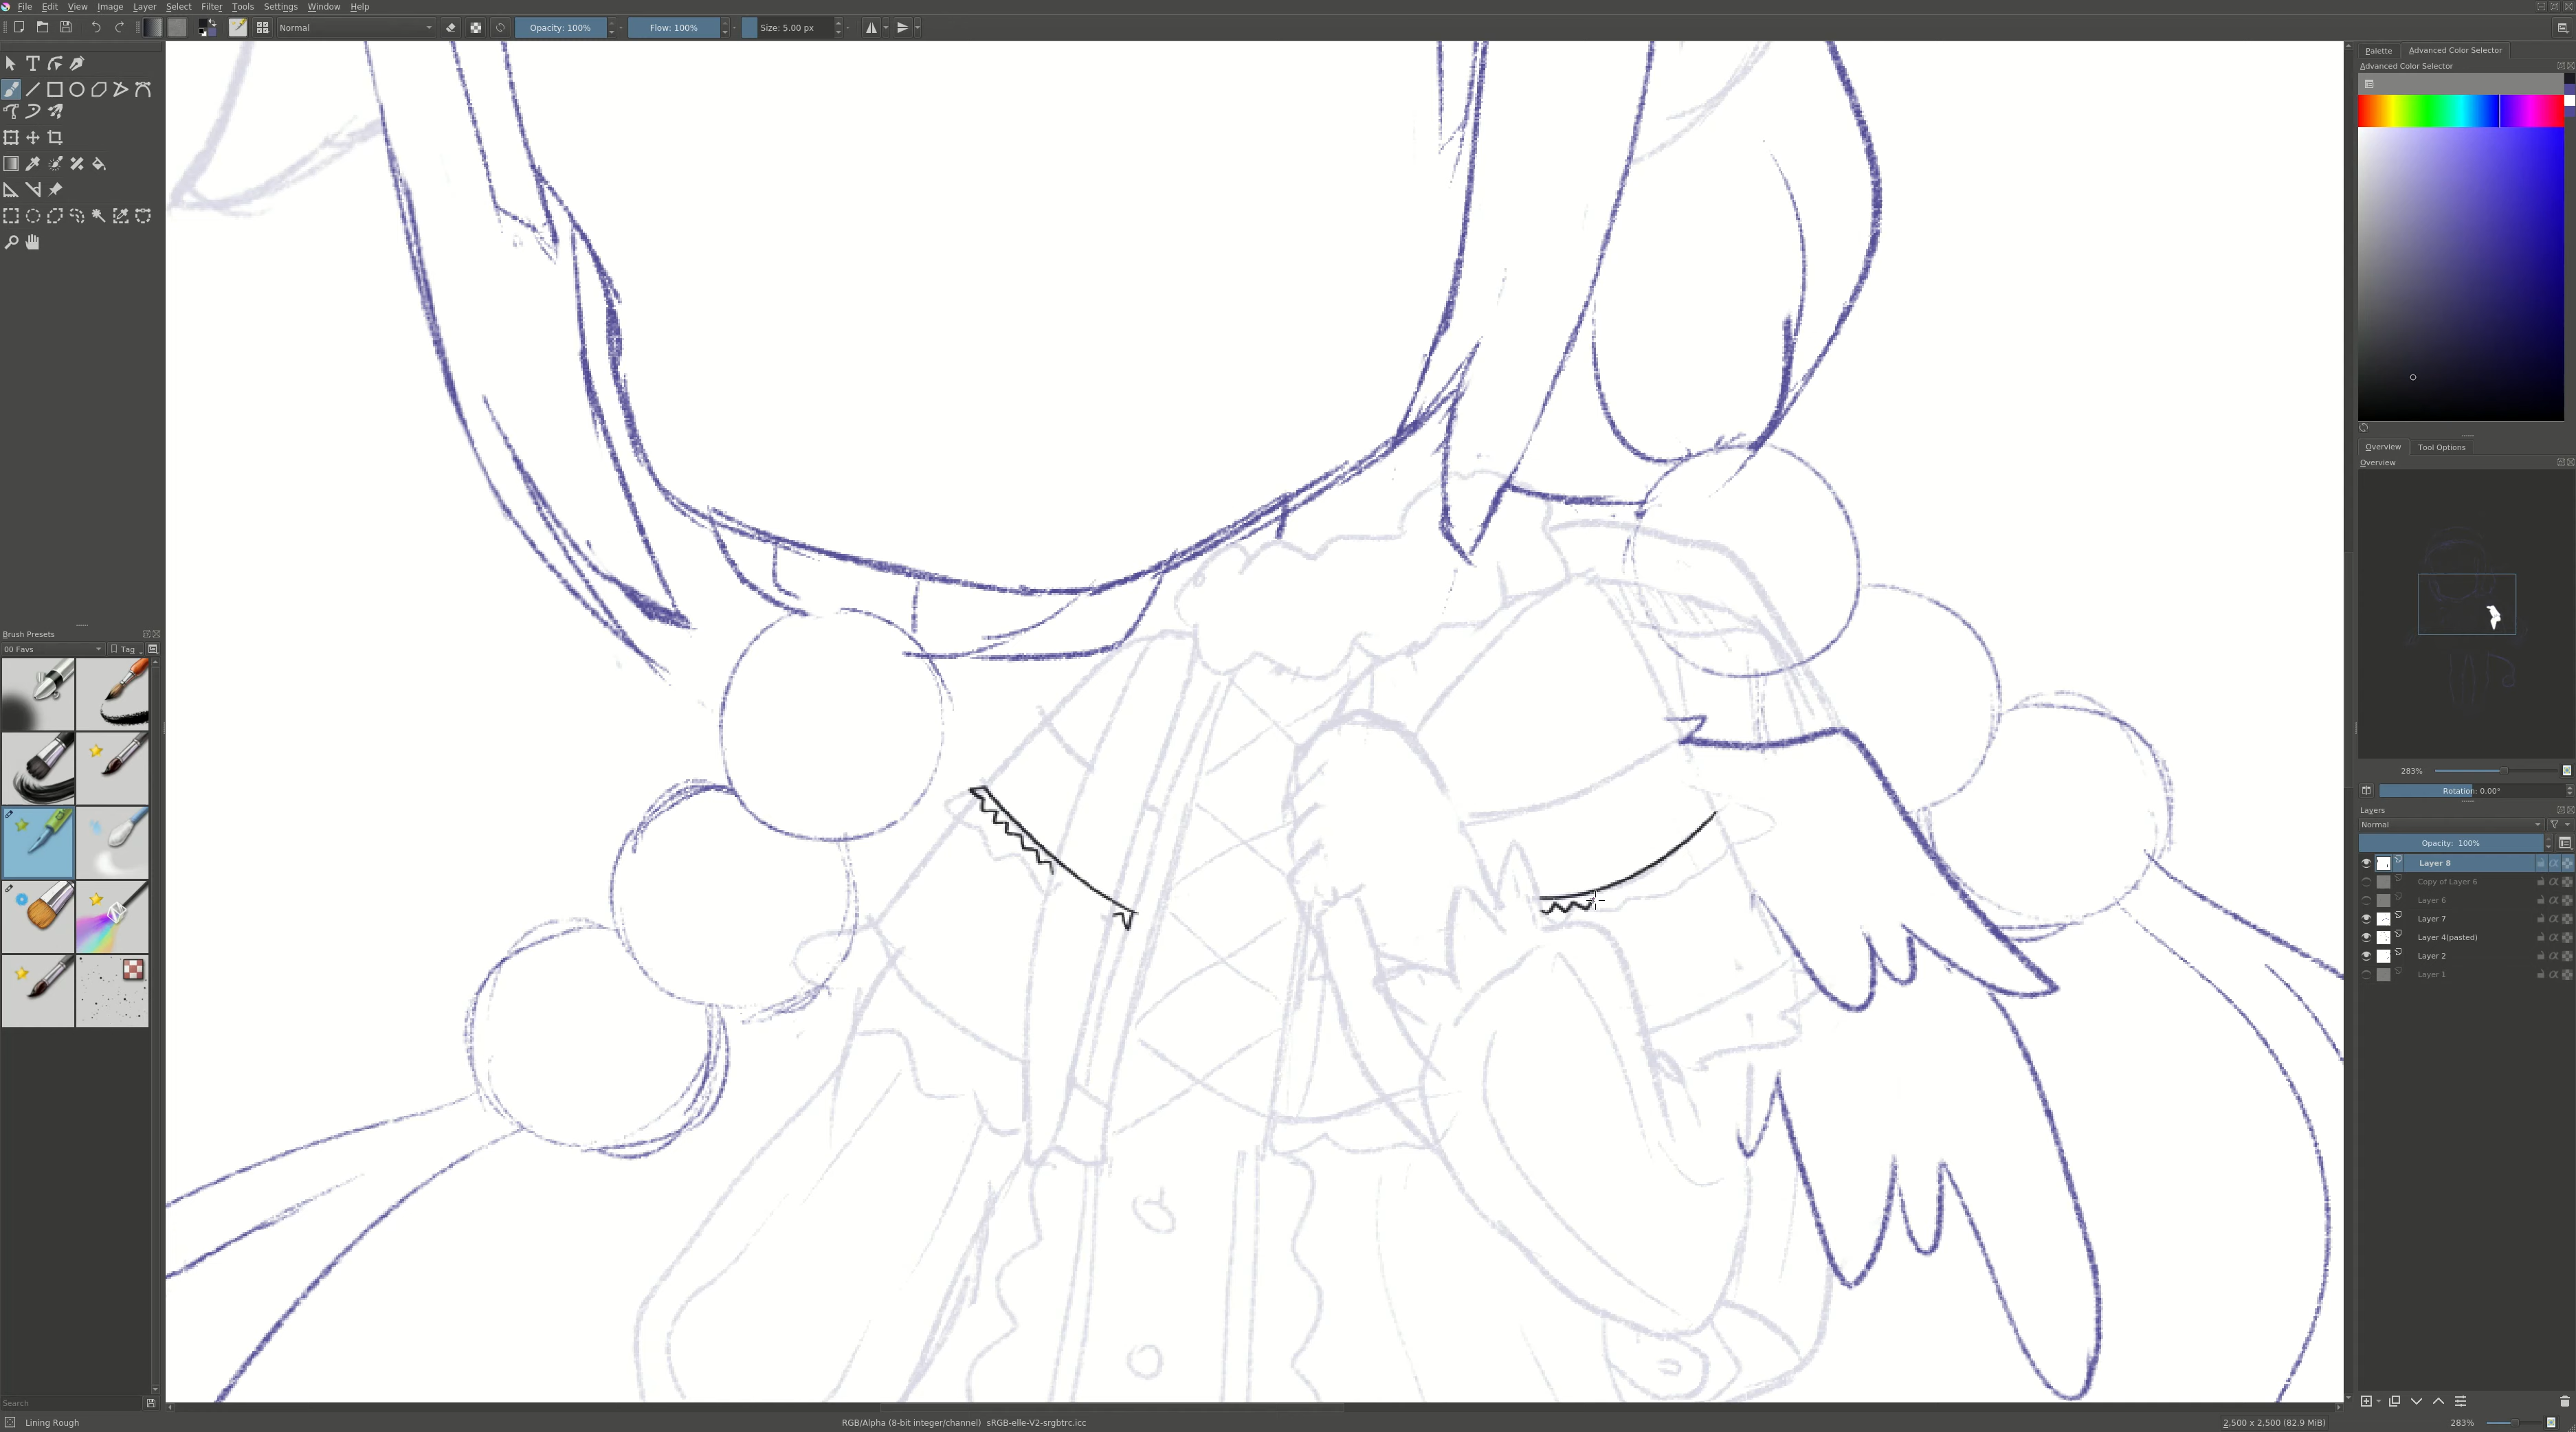 File Edit View Image Layer Select Filter Tools Settings Window Help
Normal Opacity: 100% Flow: 100% Size: 5.00 px
Palette Advanced Color Selector
Advanced Color Selector
Overview Tool Options
Overview
283%
Rotation: 0.00°
Layers
Normal
Opacity: 100%
Layer 8
Copy of Layer 6
Layer 6
Layer 7
Layer 4(pasted)
Layer 2
Layer 1
Brush Presets
00 Favs Tag
Search
Lining Rough RGB/Alpha (8-bit integer/channel) sRGB-elle-V2-srgbtrc.icc 2,500 x 2,500 (82.9 MiB) 283%